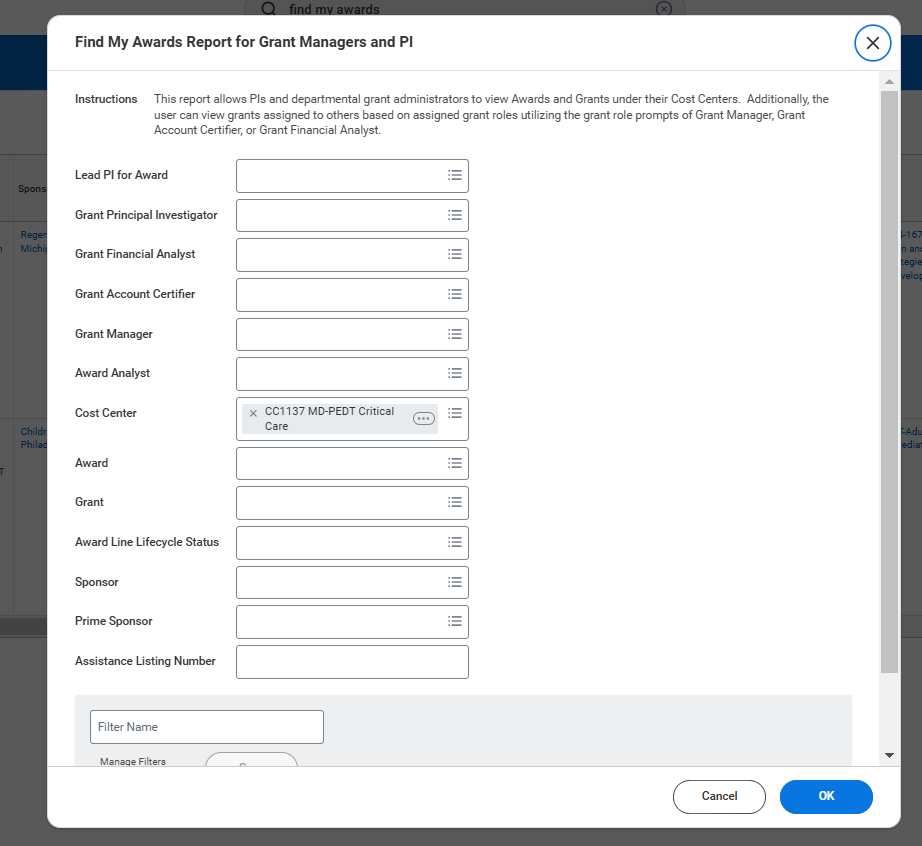 find my awards
Find My Awards Report for Grant Managers and PI
Instructions This report allows PIs and departmental grant administrators to view Awards and Grants under their Cost Centers. Additionally, the
user can view grants assigned to others based on assigned grant roles utilizing the grant role prompts of Grant Manager, Grant
Account Certifier, or Grant Financial Analyst.
Lead PI for Award
Grant Principal Investigator
Grant Financial Analyst
Grant Account Certifier
Grant Manager
Award Analyst
Cost Center
CC1137 MD-PEDT Critical
Care
Award
Grant
Award Line Lifecycle Status
Sponsor
Prime Sponsor
Assistance Listing Number
Filter Name
Manage Filters
Cancel
OK